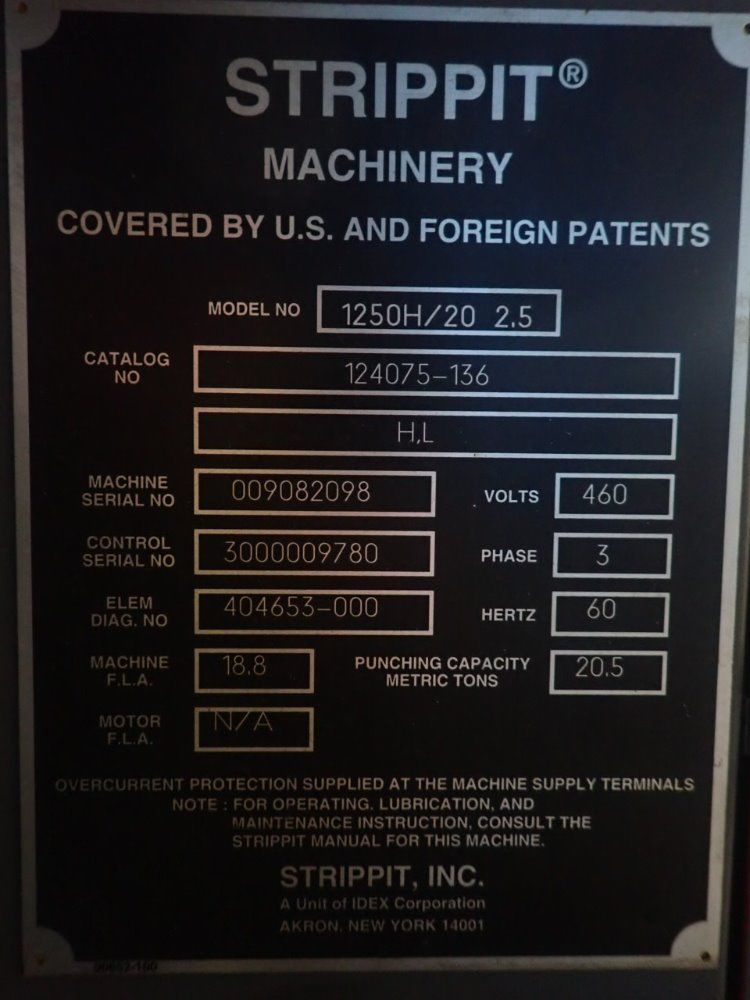 STRIPPIT®
MACHINERY
COVERED BY U.S. AND FOREIGN PATENTS
MODEL NO 1250H/20 2.5
CATALOG NO 124075-136
H,L
MACHINE SERIAL NO 009082098 VOLTS 460
CONTROL SERIAL NO 3000009780 PHASE 3
ELEM DIAG. NO 404653-000 HERTZ 60
MACHINE F.L.A. 18.8 PUNCHING CAPACITY METRIC TONS 20.5
MOTOR F.L.A. N/A
OVERCURRENT PROTECTION SUPPLIED AT THE MACHINE SUPPLY TERMINALS
NOTE : FOR OPERATING. LUBRICATION, AND
MAINTENANCE INSTRUCTION, CONSULT THE
STRIPPIT MANUAL FOR THIS MACHINE.
STRIPPIT, INC.
A Unit of IDEX Corporation
AKRON, NEW YORK 14001